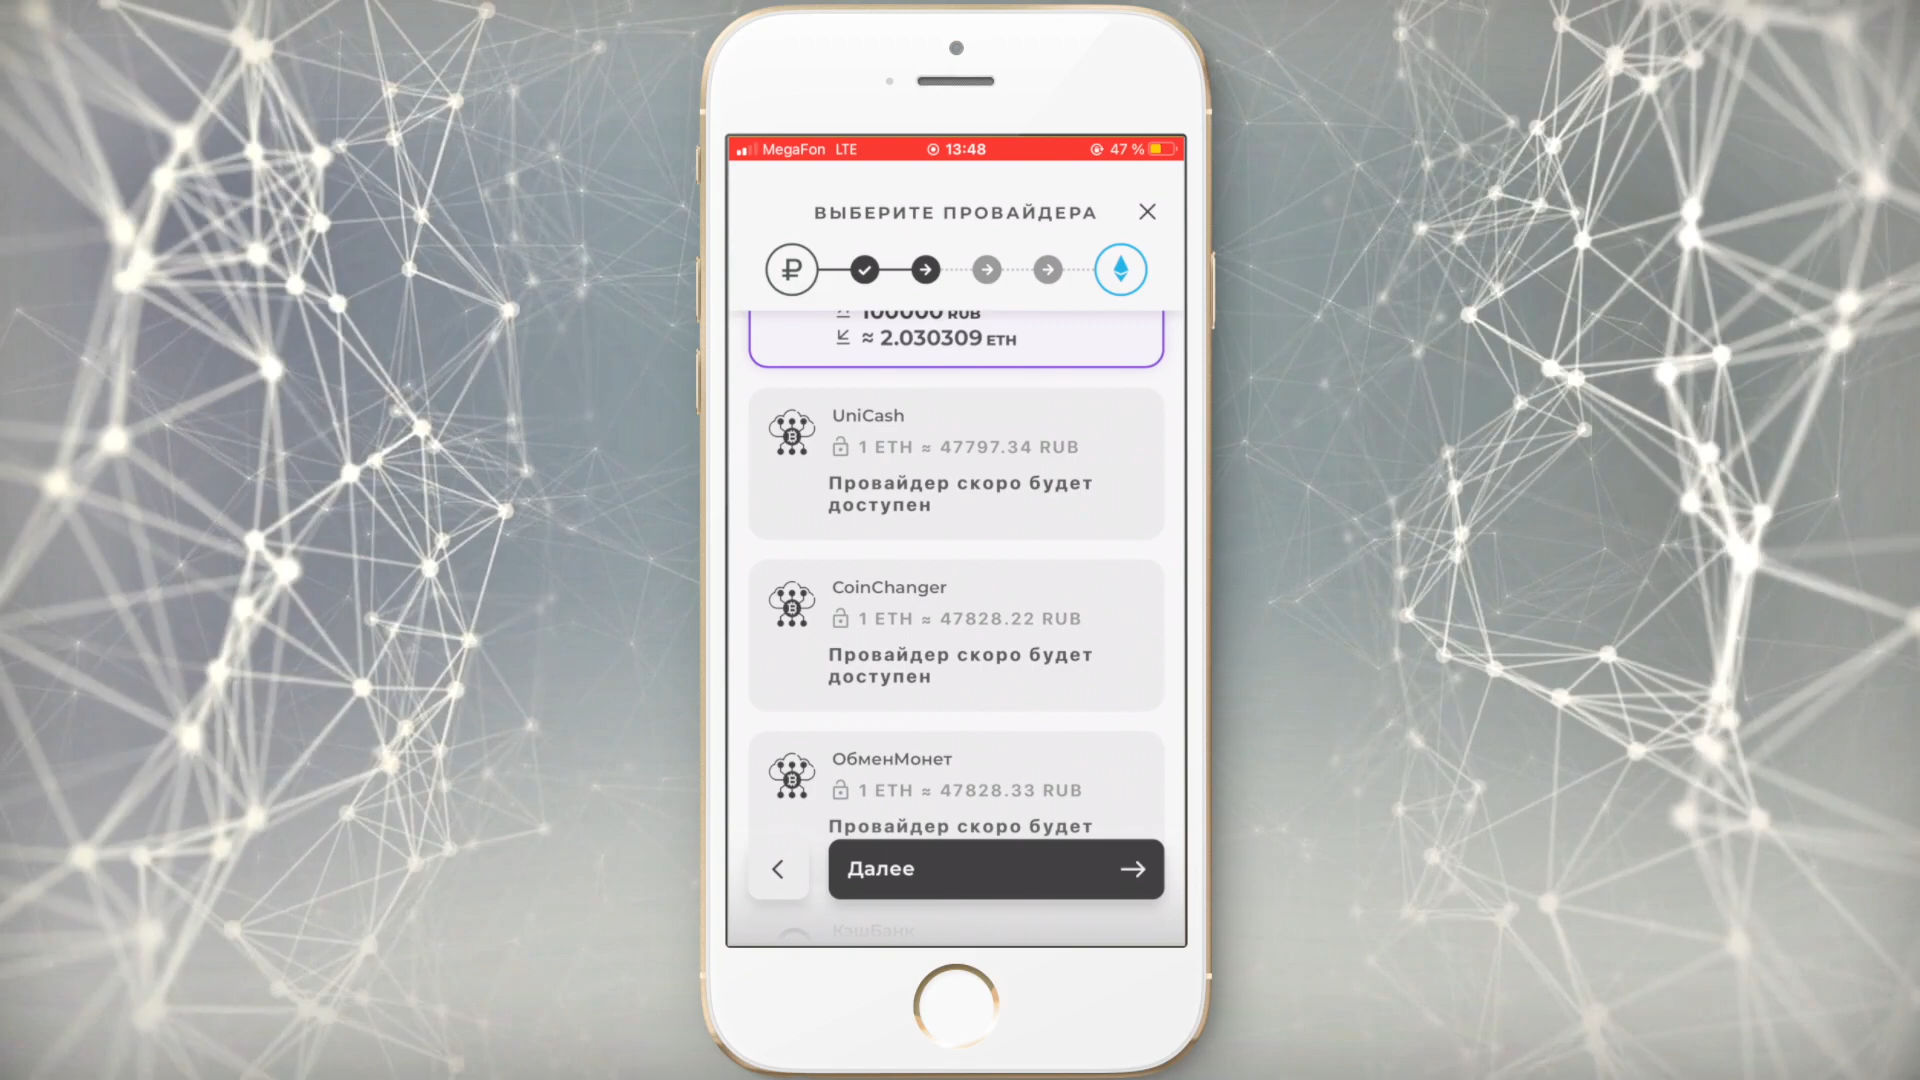 MegaFon LTE 13:48 47 %
ВЫБЕРИТЕ ПРОВАЙДЕРА
100000 RUB
≈ 2.030309 ETH
UniCash
1 ETH ≈ 47797.34 RUB
Провайдер скоро будет
доступен
CoinChanger
1 ETH ≈ 47828.22 RUB
Провайдер скоро будет
доступен
ОбменМонет
1 ETH ≈ 47828.33 RUB
Провайдер скоро будет
Далее
КэшБанк